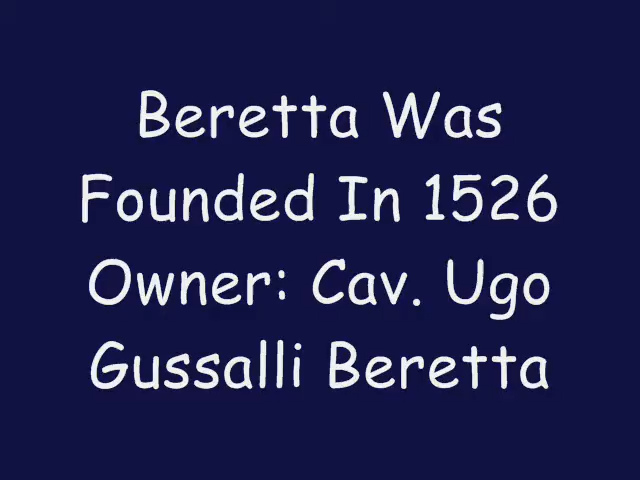 Beretta Was
Founded In 1526
Owner: Cav. Ugo
Gussalli Beretta